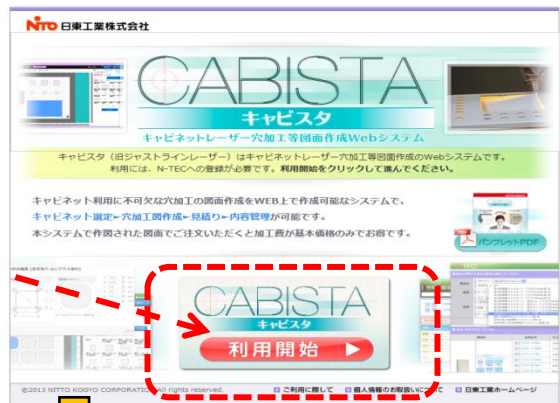 NITO 日東工業株式会社
CABISTA
キャビスタ
キャビネットレーザー穴加工等図面作成Webシステム
キャビスタ（旧ジャストラインレーザー）はキャビネットレーザー穴加工等図面作成のWebシステムです。
利用には、N-TECへの登録が必要です。利用開始をクリックして進んでください。
キャビネット利用に不可欠な穴加工の図面作成をWEB上で作成可能なシステムで、
キャビネット選定▶穴加工図作成▶見積り▶内容管理が可能です。
本システムで作図された図面でご注文いただくと加工費が基本価格のみでお得です。
パンフレットPDF
CABISTA
キャビスタ
利用開始
©2013 NITTO KOGYO CORPORATION All rights reserved.
ご利用に際して
個人情報のお取扱いについて
日東工業ホームページ